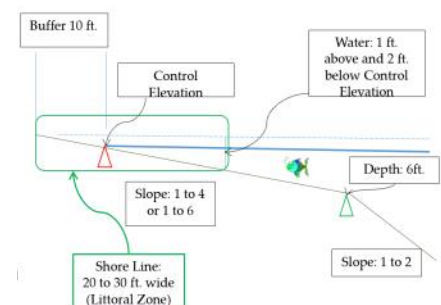 Buffer 10 ft.
Control
Elevation
Water: 1 ft.
above and 2 ft.
below Control
Elevation
Depth: 6ft.
Slope: 1 to 4
or 1 to 6
Slope: 1 to 2
Shore Line:
20 to 30 ft. wide
(Littoral Zone)